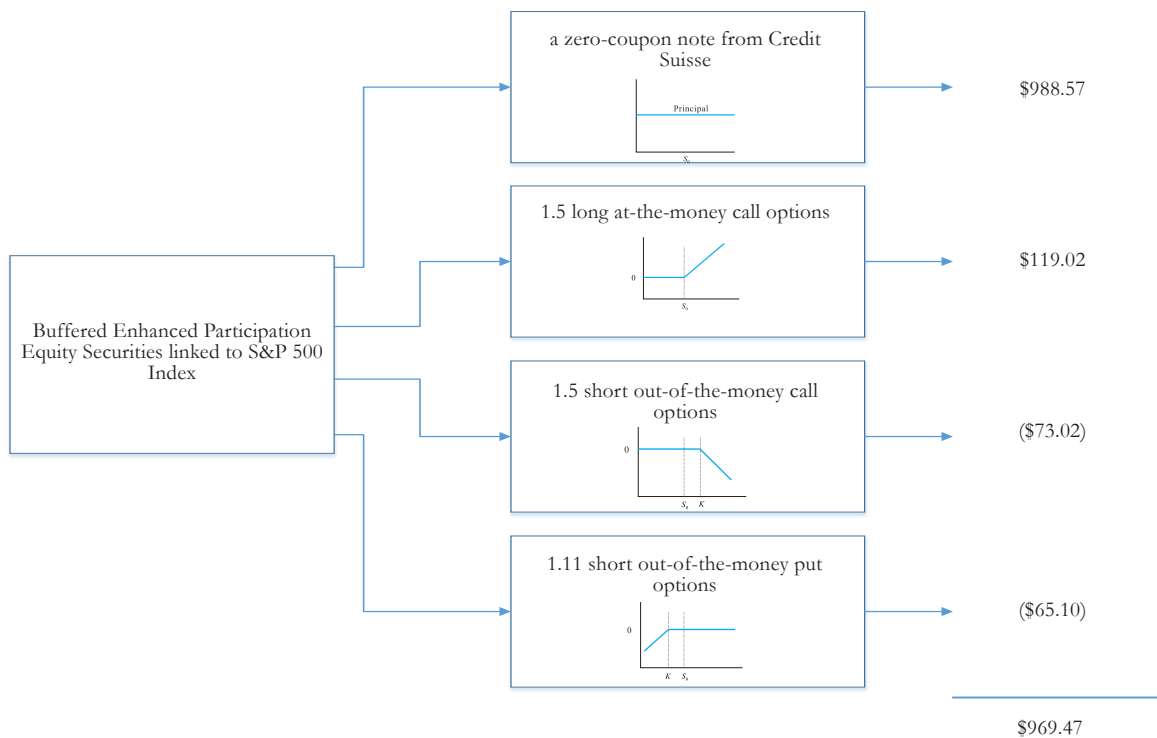 a zero-coupon note from Credit
Suisse
Principal
S₀
$988.57
1.5 long at-the-money call options
0
S₀
$119.02
Buffered Enhanced Participation
Equity Securities linked to S&P 500
Index
1.5 short out-of-the-money call
options
0
S₀ K
($73.02)
1.11 short out-of-the-money put
options
0
K S₀
($65.10)
$969.47